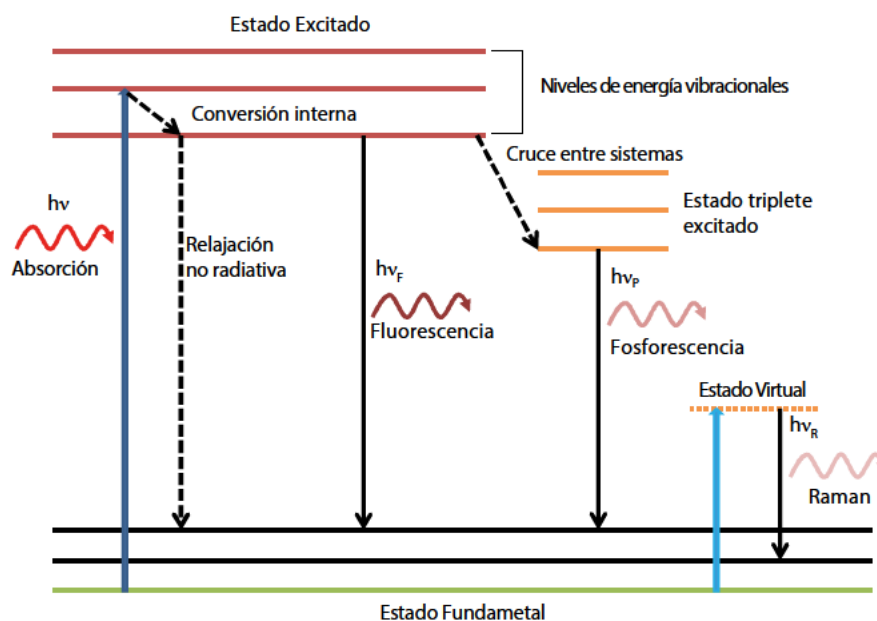 Estado Excitado
Niveles de energía vibracionales
Conversión interna
Cruce entre sistemas
Estado triplete
excitado
hν
Absorción
Relajación
no radiativa
hνF
Fluorescencia
hνP
Fosforescencia
Estado Virtual
hνR
Raman
Estado Fundametal